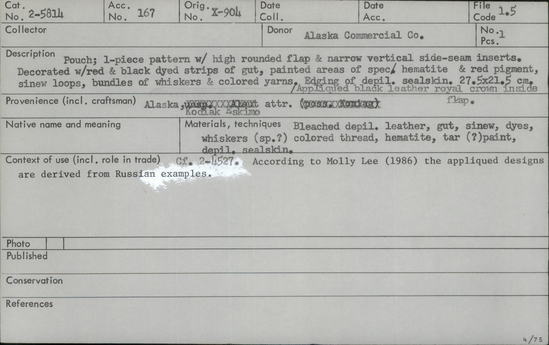 Cat. No. 2-5814 Acc. No. 167 Orig. No. X-904 Date Coll. Date Acc. File Code 1.5
Collector Donor Alaska Commercial Co. No. Pcs. 1
Description Pouch; 1-piece pattern w/ high rounded flap & narrow vertical side-seam inserts.
Decorated w/red & black dyed strips of gut, painted areas of spec/ hematite & red pigment,
sinew loops, bundles of whiskers & colored yarns. Edging of depil. sealskin. 27.5x21.5 cm.
/Appliqued black leather royal crown inside flap.
Provenience (incl. craftsman) Alaska, attr.
Kodiak Eskimo
Native name and meaning Materials, techniques Bleached depil. leather, gut, sinew, dyes,
whiskers (sp.?) colored thread, hematite, tar (?)paint,
depil. sealskin.
Context of use (incl. role in trade) Cf. 2-4527. According to Molly Lee (1986) the appliqued designs
are derived from Russian examples.
Photo
Published
Conservation
References
4/75